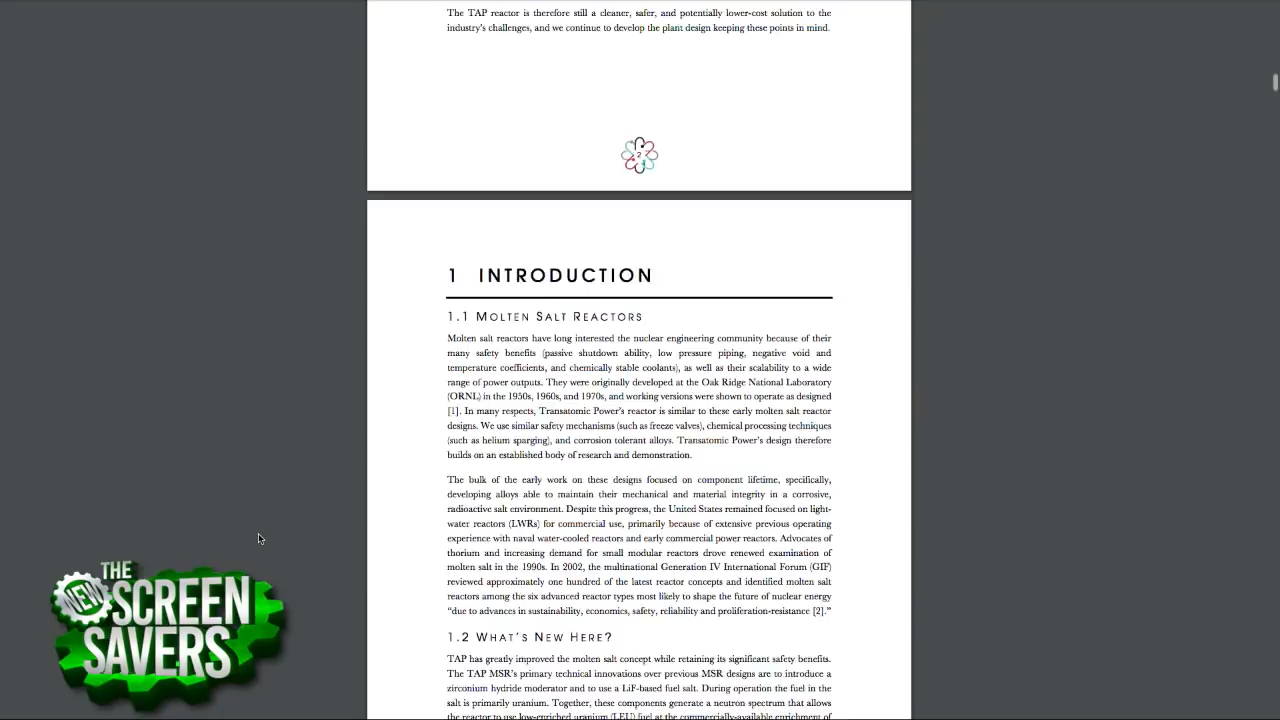 The TAP reactor is therefore still a cleaner, safer, and potentially lower-cost solution to the
industry's challenges, and we continue to develop the plant design keeping these points in mind.
2
1 INTRODUCTION
1.1 MOLTEN SALT REACTORS
Molten salt reactors have long interested the nuclear engineering community because of their
many safety benefits (passive shutdown ability, low pressure piping, negative void and
temperature coefficients, and chemically stable coolants), as well as their scalability to a wide
range of power outputs. They were originally developed at the Oak Ridge National Laboratory
(ORNL) in the 1950s, 1960s, and 1970s, and working versions were shown to operate as designed
[1]. In many respects, Transatomic Power's reactor is similar to these early molten salt reactor
designs. We use similar safety mechanisms (such as freeze valves), chemical processing techniques
(such as helium sparging), and corrosion tolerant alloys. Transatomic Power's design therefore
builds on an established body of research and demonstration.
The bulk of the early work on these designs focused on component lifetime, specifically,
developing alloys able to maintain their mechanical and material integrity in a corrosive,
radioactive salt environment. Despite this progress, the United States remained focused on light-
water reactors (LWRs) for commercial use, primarily because of extensive previous operating
experience with naval water-cooled reactors and early commercial power reactors. Advocates of
thorium and increasing demand for small modular reactors drove renewed examination of
molten salt in the 1990s. In 2002, the multinational Generation IV International Forum (GIF)
reviewed approximately one hundred of the latest reactor concepts and identified molten salt
reactors among the six advanced reactor types most likely to shape the future of nuclear energy
“due to advances in sustainability, economics, safety, reliability and proliferation-resistance [2].”
1.2 WHAT'S NEW HERE?
TAP has greatly improved the molten salt concept while retaining its significant safety benefits.
The TAP MSR's primary technical innovations over previous MSR designs are to introduce a
zirconium hydride moderator and to use a LiF-based fuel salt. During operation the fuel in the
salt is primarily uranium. Together, these components generate a neutron spectrum that allows
the reactor to use low-enriched uranium (LEU) fuel at the commercially-available enrichment of
THE
NEW SCREEN
SAVERS